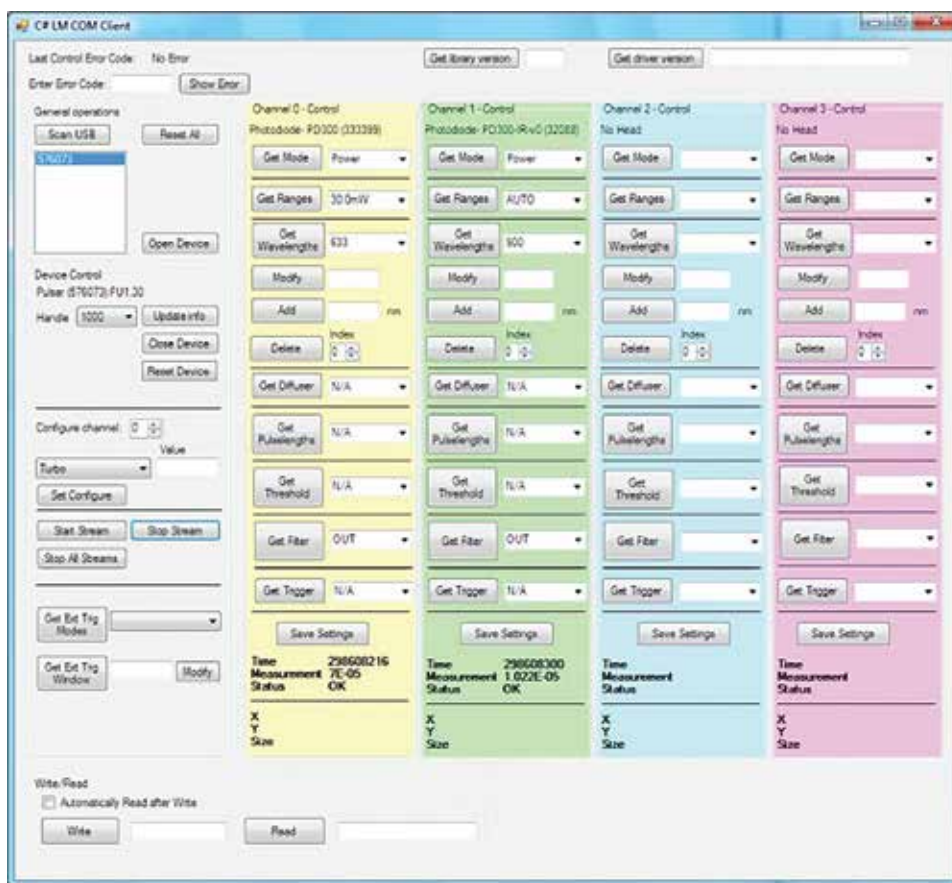 C# LM COM Client
Last Control Error Code: No Error
Get library version
Get driver version
Enter Error Code:
Show Error
General operations
Scan USB
Reset All
576073
Open Device
Device Control
Pulsar (576073) FU1.30
Handle 1000
Update info
Close Device
Reset Device
Configure channel: 0
Value
Turbo
Set Configure
Start Stream
Stop Stream
Stop All Streams
Get Ext Trig Modes
Get Ext Trig Window
Modify
Channel 0 - Control
Photodiode- PD300 (333399)
Get Mode Power
Get Ranges 30.0mW
Get Wavelengths 633
Modify
Add nm
Index
Delete 0
Get Diffuser N/A
Get Pulselengths N/A
Get Threshold N/A
Get Filter OUT
Get Trigger N/A
Save Settings
Time 298608216
Measurement 7E-05
Status OK
X
Y
Size
Channel 1 - Control
Get Mode Power
Get Ranges AUTO
Get Wavelengths 900
Modify
Add nm
Index
Delete 0
Get Diffuser N/A
Get Pulselengths N/A
Get Threshold N/A
Get Filter OUT
Get Trigger N/A
Save Settings
Time 298608300
Measurement 1.022E-05
Status OK
X
Y
Size
Channel 2 - Control
No Head
Get Mode
Get Ranges
Get Wavelengths
Modify
Add nm
Index
Delete 0
Get Diffuser
Get Pulselengths
Get Threshold
Get Filter
Get Trigger
Save Settings
Time
Measurement
Status
X
Y
Size
Channel 3 - Control
No Head
Get Mode
Get Ranges
Get Wavelengths
Modify
Add nm
Index
Delete 0
Get Diffuser
Get Pulselengths
Get Threshold
Get Filter
Get Trigger
Save Settings
Time
Measurement
Status
X
Y
Size
Write/Read
Automatically Read after Write
Write
Read